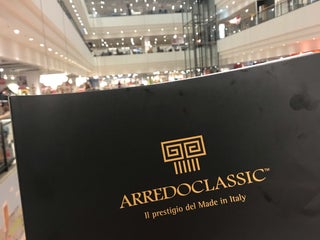 ARREDOCLASSIC™
Il prestigio del Made in Italy